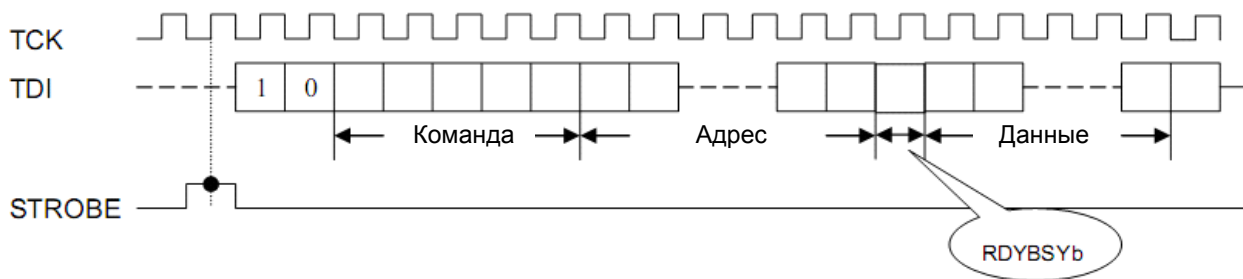 TCK
TDI
1 0
Команда
Адрес
Данные
STROBE
RDYBSYb